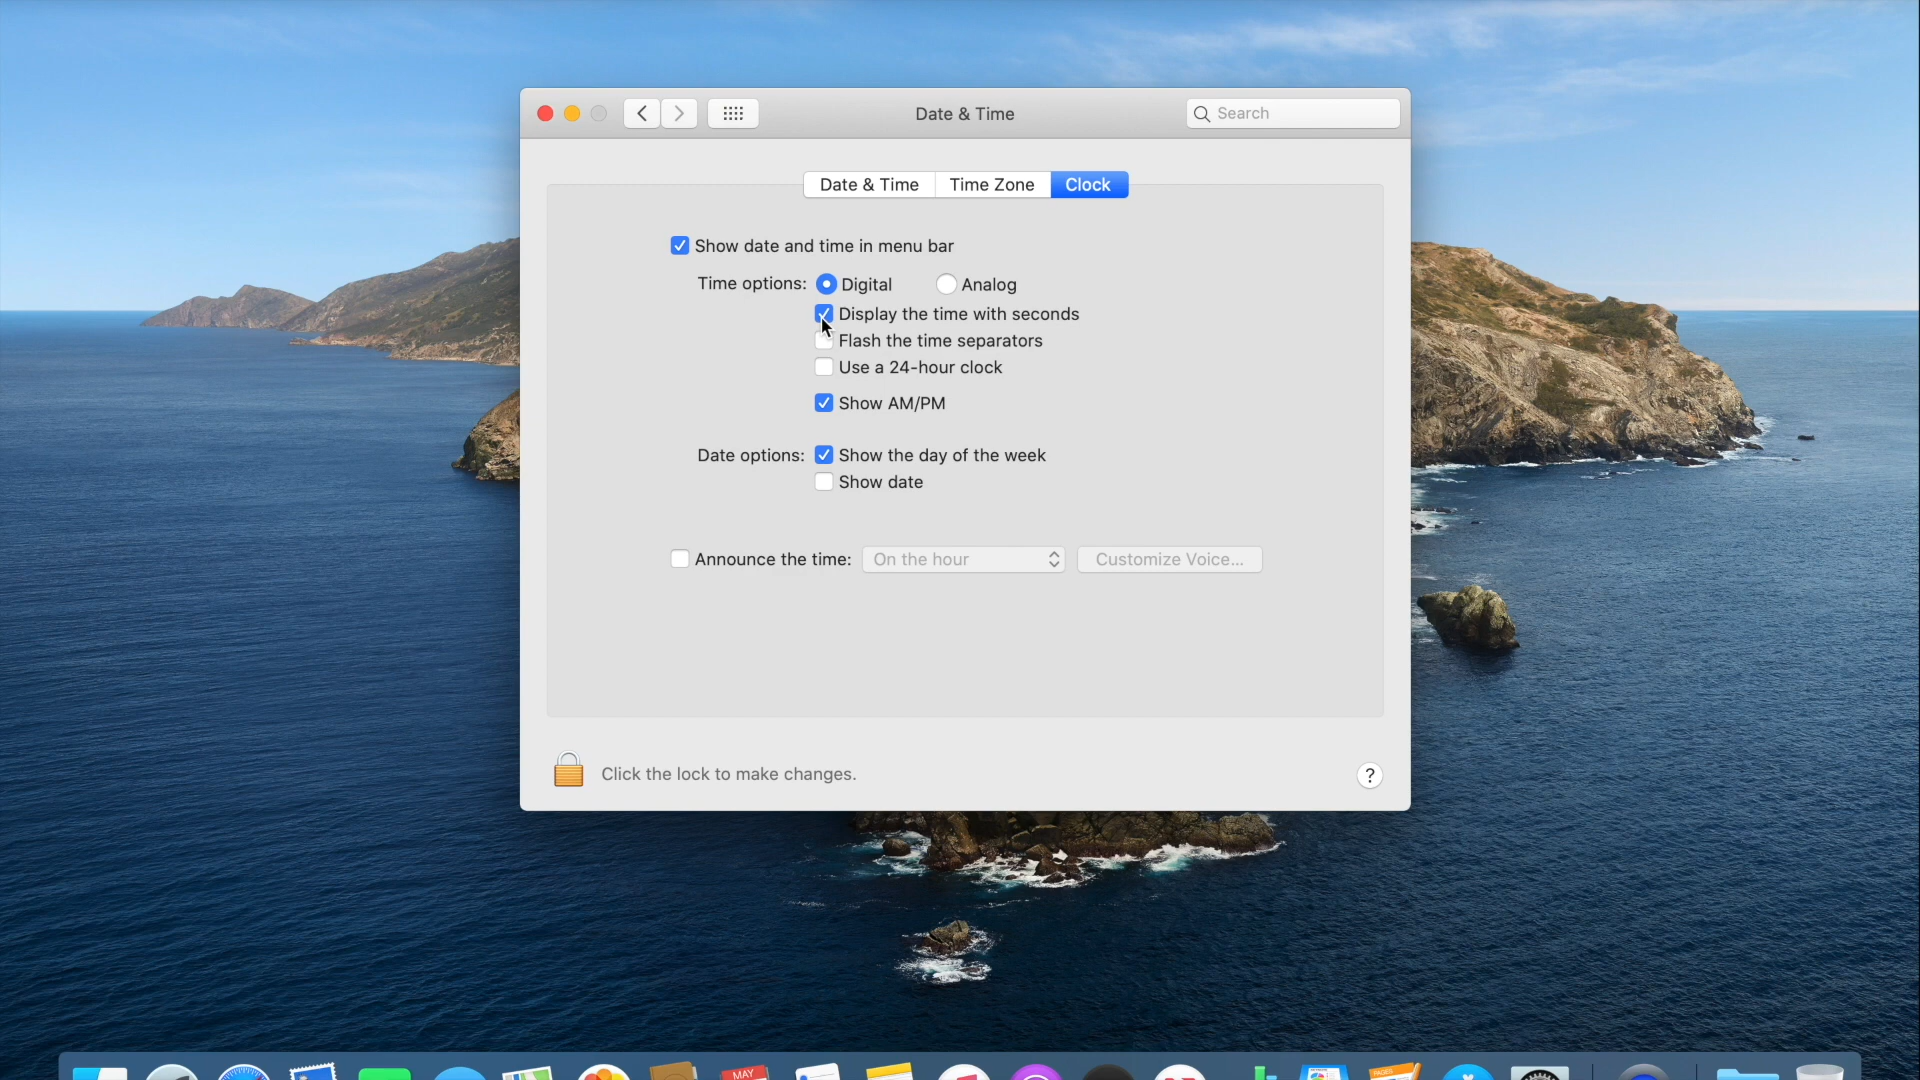 Date & Time
Search
Date & Time Time Zone Clock
Show date and time in menu bar
Time options: Digital Analog
Display the time with seconds
Flash the time separators
Use a 24-hour clock
Show AM/PM
Date options: Show the day of the week
Show date
Announce the time: On the hour Customize Voice...
Click the lock to make changes.
?
MAY
PAGES